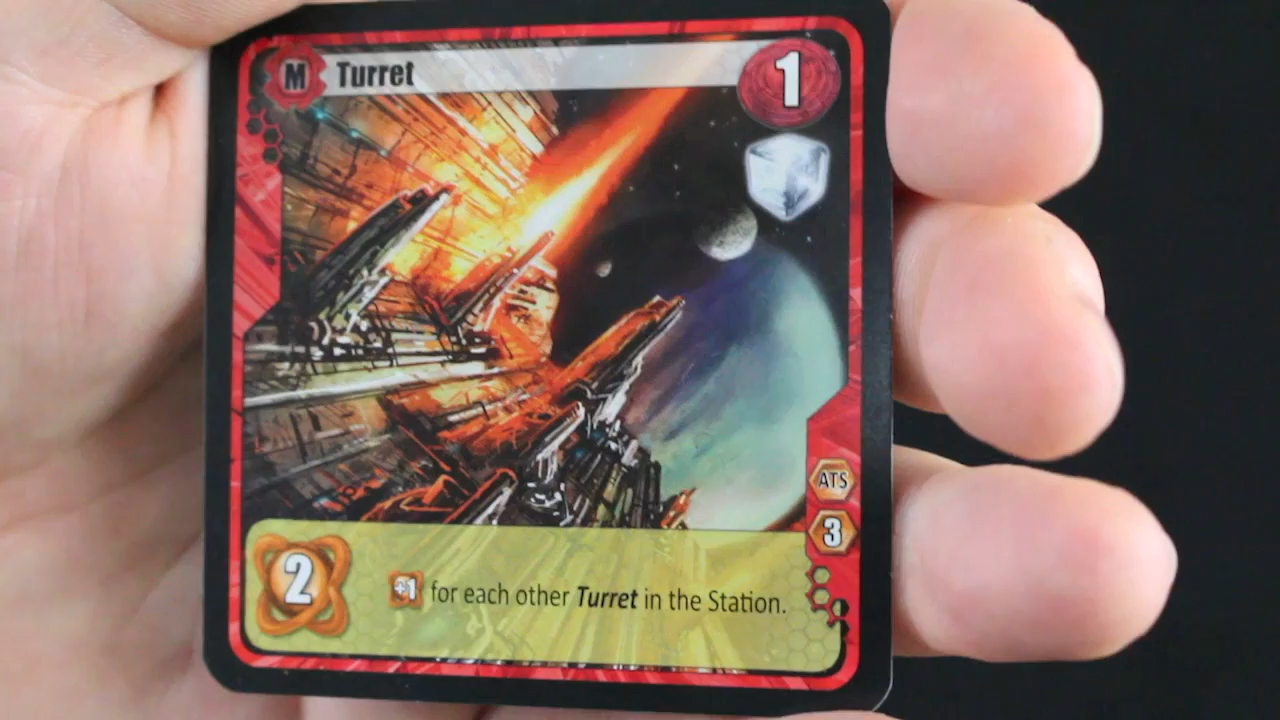 M Turret 1
ATS
3
2 +1 for each other Turret in the Station.